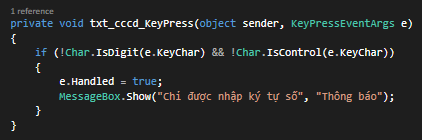 1 reference
private void txt_cccd_KeyPress(object sender, KeyPressEventArgs e)
{
if (!Char.IsDigit(e.KeyChar) && !Char.IsControl(e.KeyChar))
{
e.Handled = true;
MessageBox.Show("Chỉ được nhập ký tự số", "Thông báo");
}
}